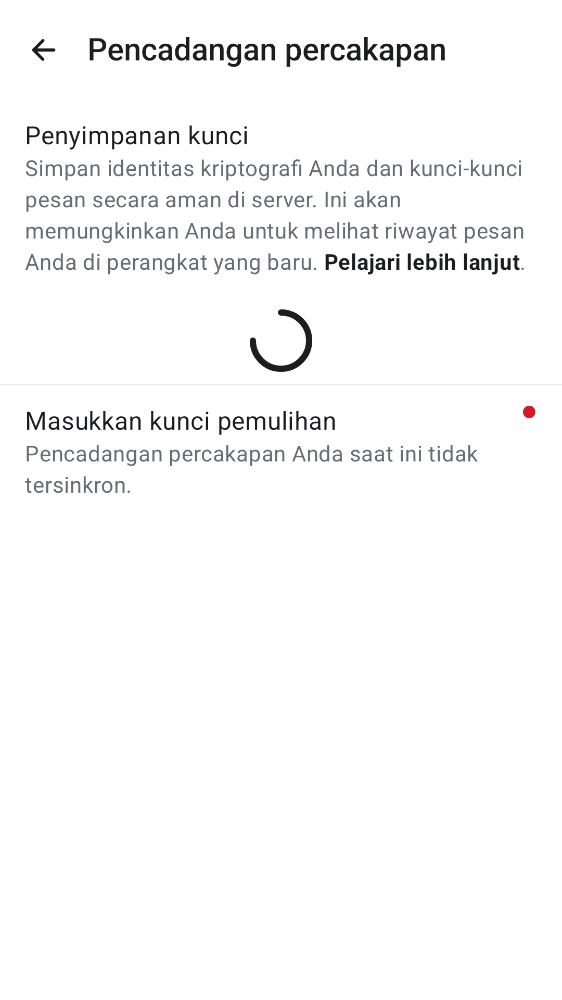 Pencadangan percakapan
Penyimpanan kunci
Simpan identitas kriptografi Anda dan kunci-kunci
pesan secara aman di server. Ini akan
memungkinkan Anda untuk melihat riwayat pesan
Anda di perangkat yang baru. Pelajari lebih lanjut.
Masukkan kunci pemulihan
Pencadangan percakapan Anda saat ini tidak
tersinkron.